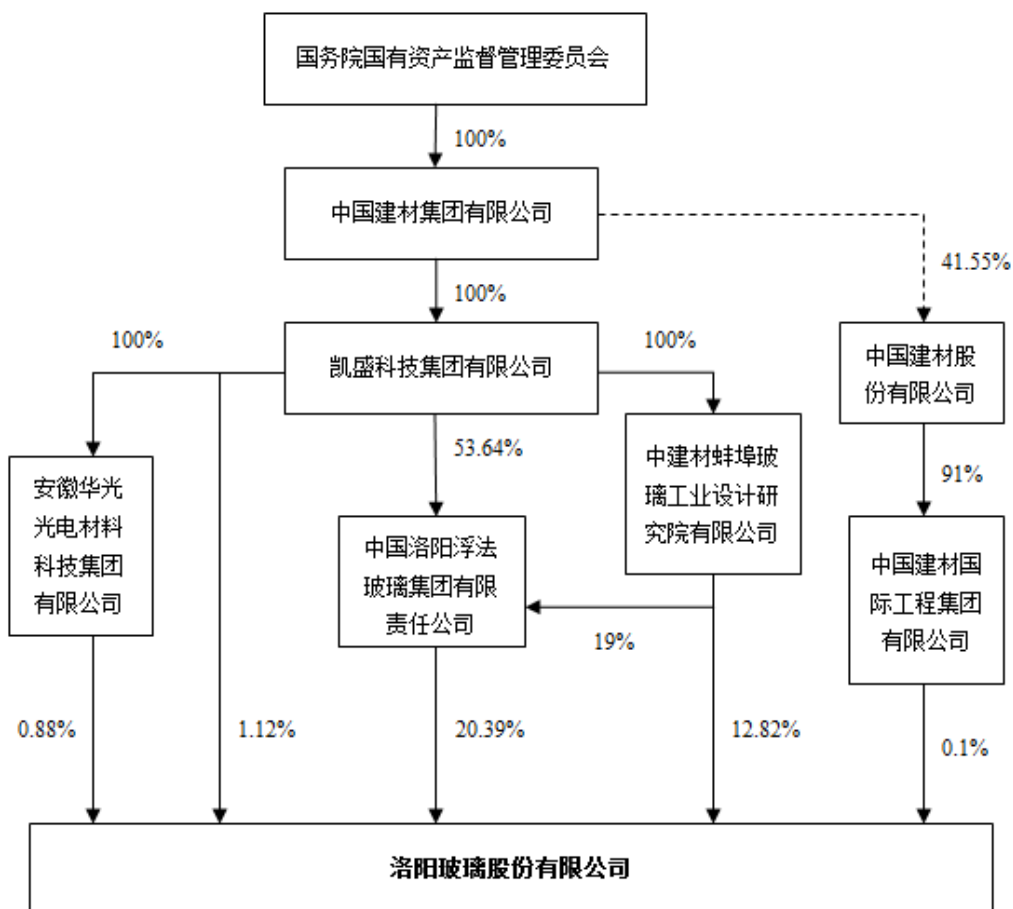 国务院国有资产监督管理委员会
100%
中国建材集团有限公司
41.55%
100%
100%
凯盛科技集团有限公司
100%
中国建材股
份有限公司
53.64%
91%
安徽华光
光电材料
科技集团
有限公司
中建材蚌埠玻
璃工业设计研
究院有限公司
中国洛阳浮法
玻璃集团有限
责任公司
中国建材国
际工程集团
有限公司
19%
0.88%
1.12%
20.39%
12.82%
0.1%
洛阳玻璃股份有限公司